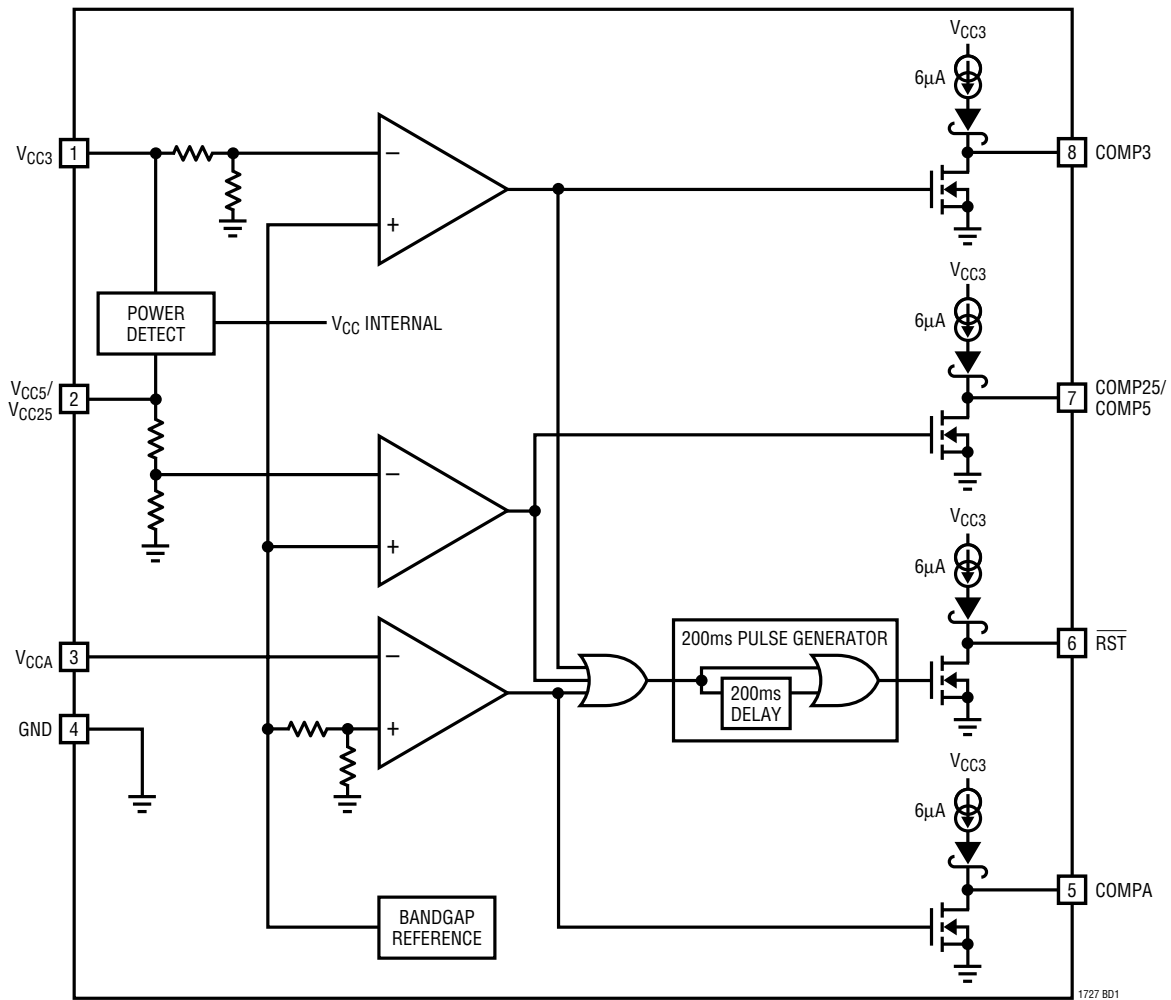 VCC3
6μA
VCC3
1
−
+
8
COMP3
POWER
DETECT
VCC INTERNAL
VCC3
6μA
VCC5/
VCC25
2
7
COMP25/
COMP5
−
+
VCC3
6μA
VCCA
3
−
200ms PULSE GENERATOR
200ms
DELAY
6
RST
GND
4
+
VCC3
6μA
BANDGAP
REFERENCE
5
COMPA
1727 BD1